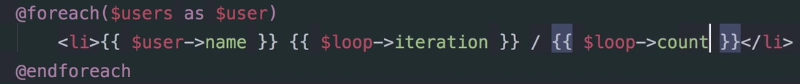 @foreach($users as $user)
<li>{{ $user->name }} {{ $loop->iteration }} / {{ $loop->count }}</li>
@endforeach